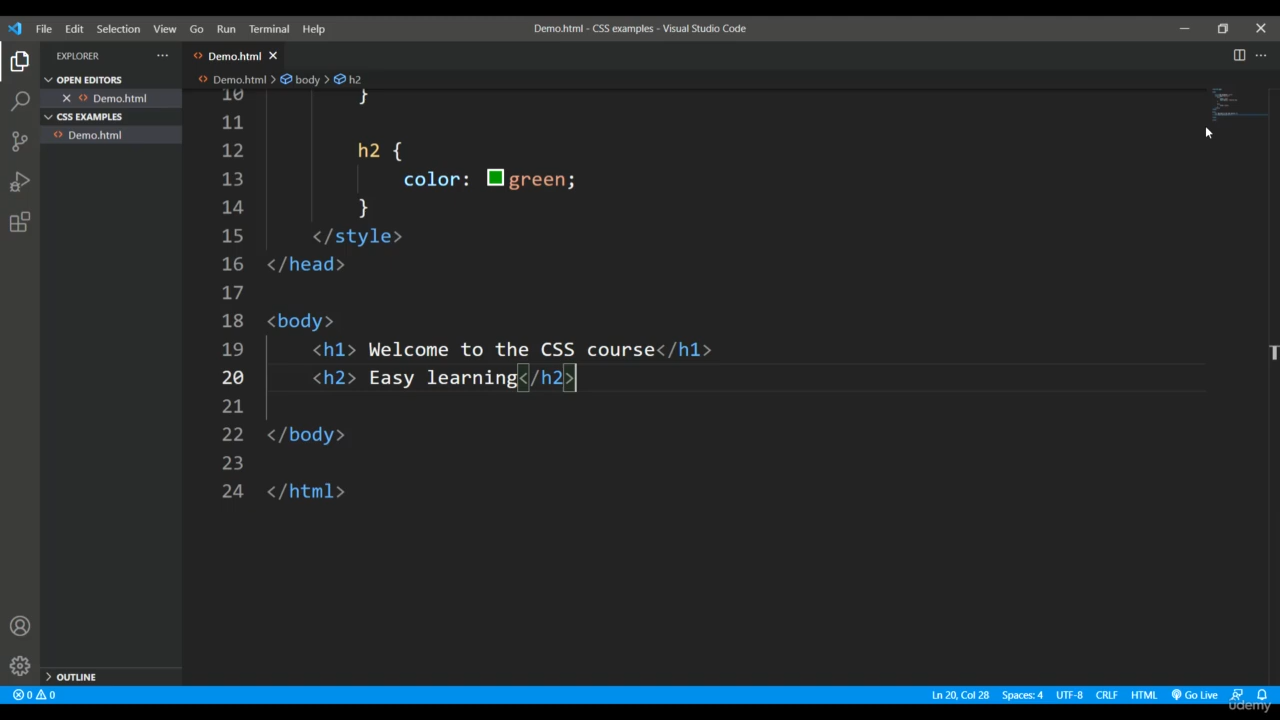 File Edit Selection View Go Run Terminal Help
Demo.html - CSS examples - Visual Studio Code
EXPLORER
OPEN EDITORS
Demo.html
CSS EXAMPLES
Demo.html
OUTLINE
Demo.html
Demo.html > body > h2
10 }
11
12 h2 {
13 color: green;
14 }
15 </style>
16 </head>
17
18 <body>
19 <h1> Welcome to the CSS course</h1>
20 <h2> Easy learning</h2>
21
22 </body>
23
24 </html>
0 0
Ln 20, Col 28 Spaces: 4 UTF-8 CRLF HTML Go Live
udemy